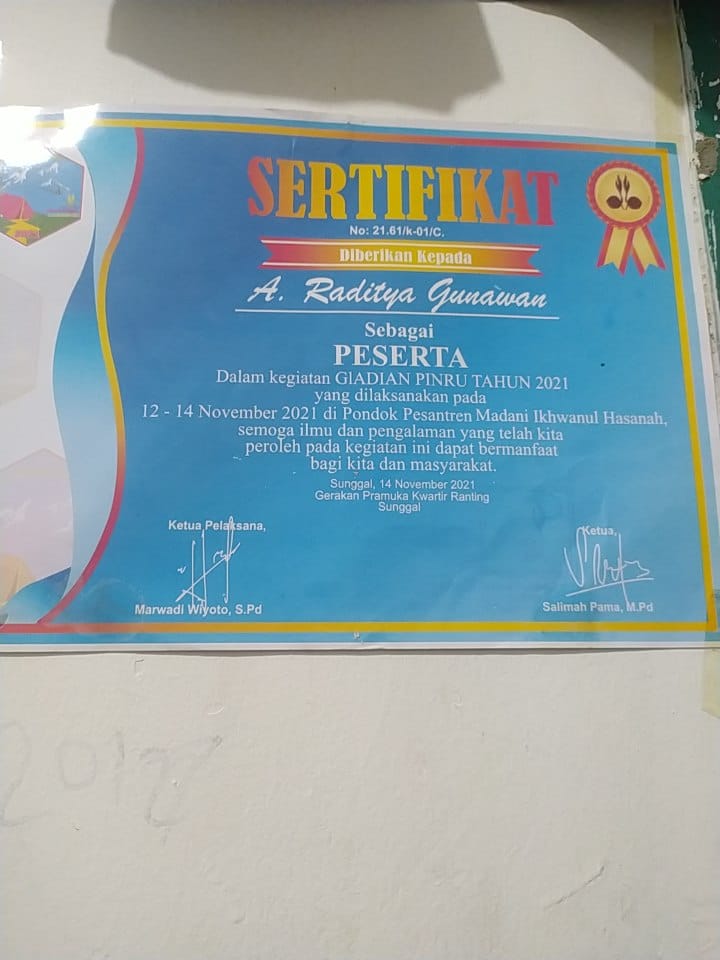 SERTIFIKAT
No: 21.61/k-01/C.
Diberikan Kepada
A. Raditya Gunawan
Sebagai
PESERTA
Dalam kegiatan GlADIAN PINRU TAHUN 2021
yang dilaksanakan pada
12 - 14 November 2021 di Pondok Pesantren Madani Ikhwanul Hasanah,
semoga ilmu dan pengalaman yang telah kita
peroleh pada kegiatan ini dapat bermanfaat
bagi kita dan masyarakat.
Sunggal, 14 November 2021
Gerakan Pramuka Kwartir Ranting
Sunggal
Ketua Pelaksana,
Ketua,
Marwadi Wiyoto, S.Pd
Salimah Pama, M.Pd